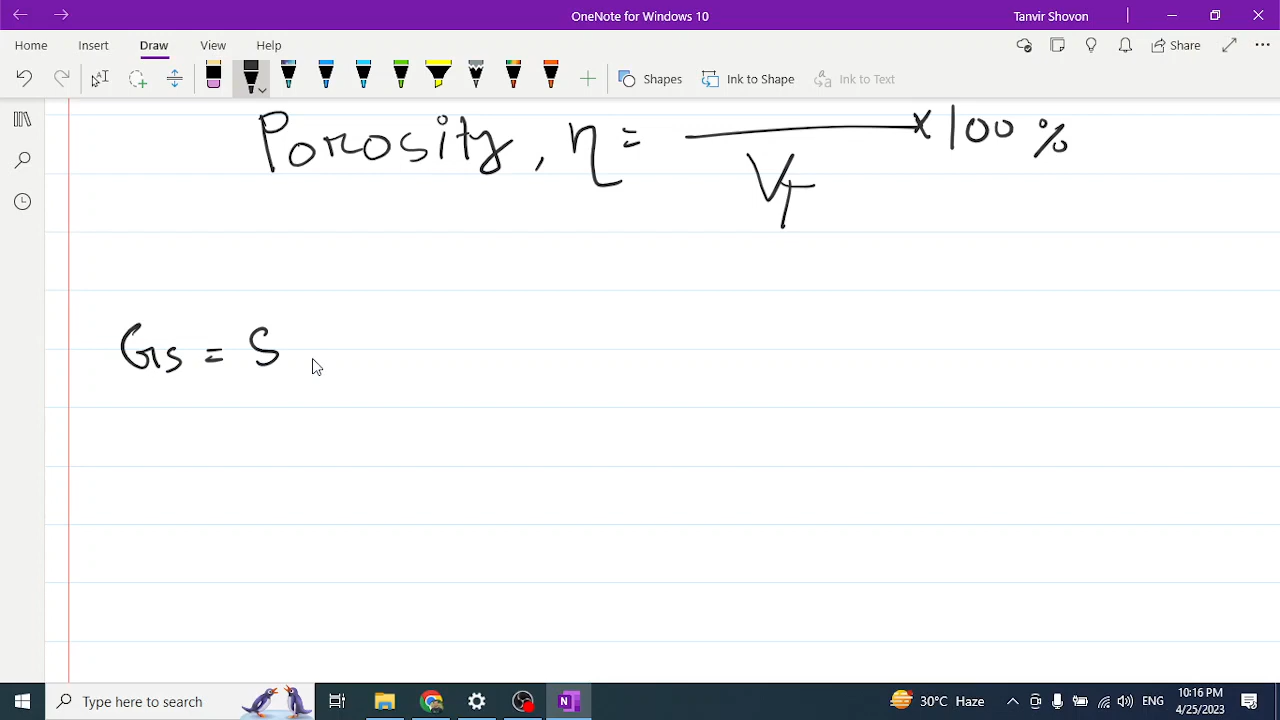 OneNote for Windows 10
Tanvir Shovon
Home Insert Draw View Help
Share
Shapes
Ink to Shape
Ink to Text
Porosity, η = ———— × 100 %
V_T
Gs = S
Type here to search
30°C Haze
ENG
10:16 PM
4/25/2023